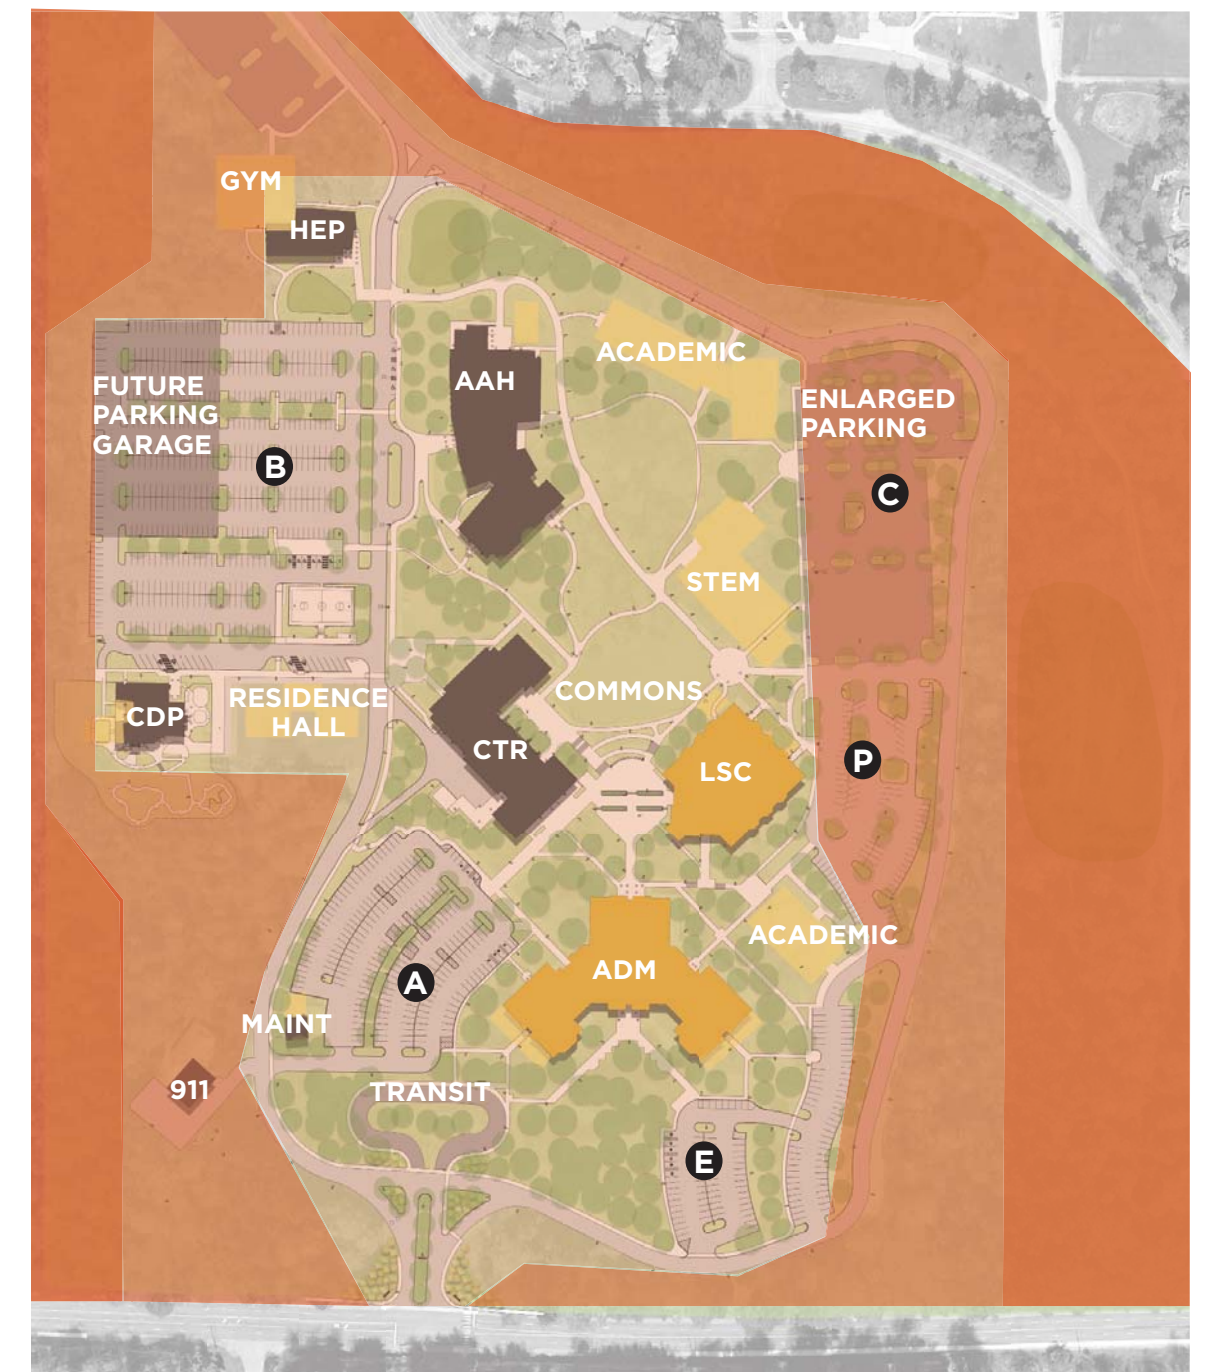 GYM
HEP
ACADEMIC
AAH
FUTURE
PARKING
GARAGE
ENLARGED
PARKING
B
C
STEM
RESIDENCE
HALL
COMMONS
CDP
CTR
LSC
P
ACADEMIC
ADM
A
MAINT
911
TRANSIT
E